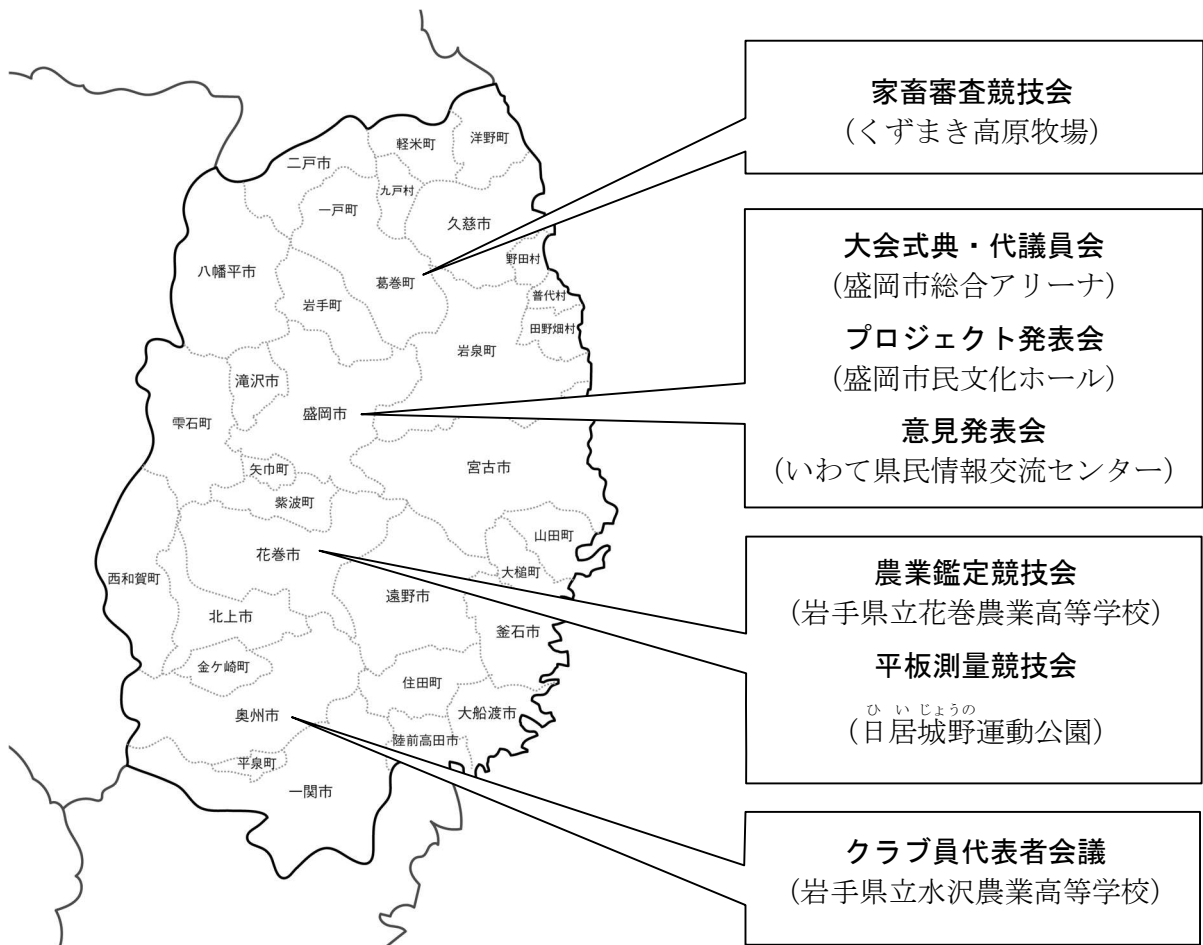 家畜審査競技会
（くずまき高原牧場）
大会式典・代議員会
（盛岡市総合アリーナ）
プロジェクト発表会
（盛岡市民文化ホール）
意見発表会
（いわて県民情報交流センター）
農業鑑定競技会
（岩手県立花巻農業高等学校）
平板測量競技会
ひいじょうの
（日居城野運動公園）
クラブ員代表者会議
（岩手県立水沢農業高等学校）
洋野町
軽米町
二戸市
九戸村
一戸町
久慈市
野田村
八幡平市
葛巻町
普代村
岩手町
田野畑村
岩泉町
滝沢市
盛岡市
雫石町
矢巾町
宮古市
紫波町
山田町
花巻市
大槌町
西和賀町
遠野市
北上市
釜石市
金ケ崎町
住田町
奥州市
大船渡市
陸前高田市
平泉町
一関市